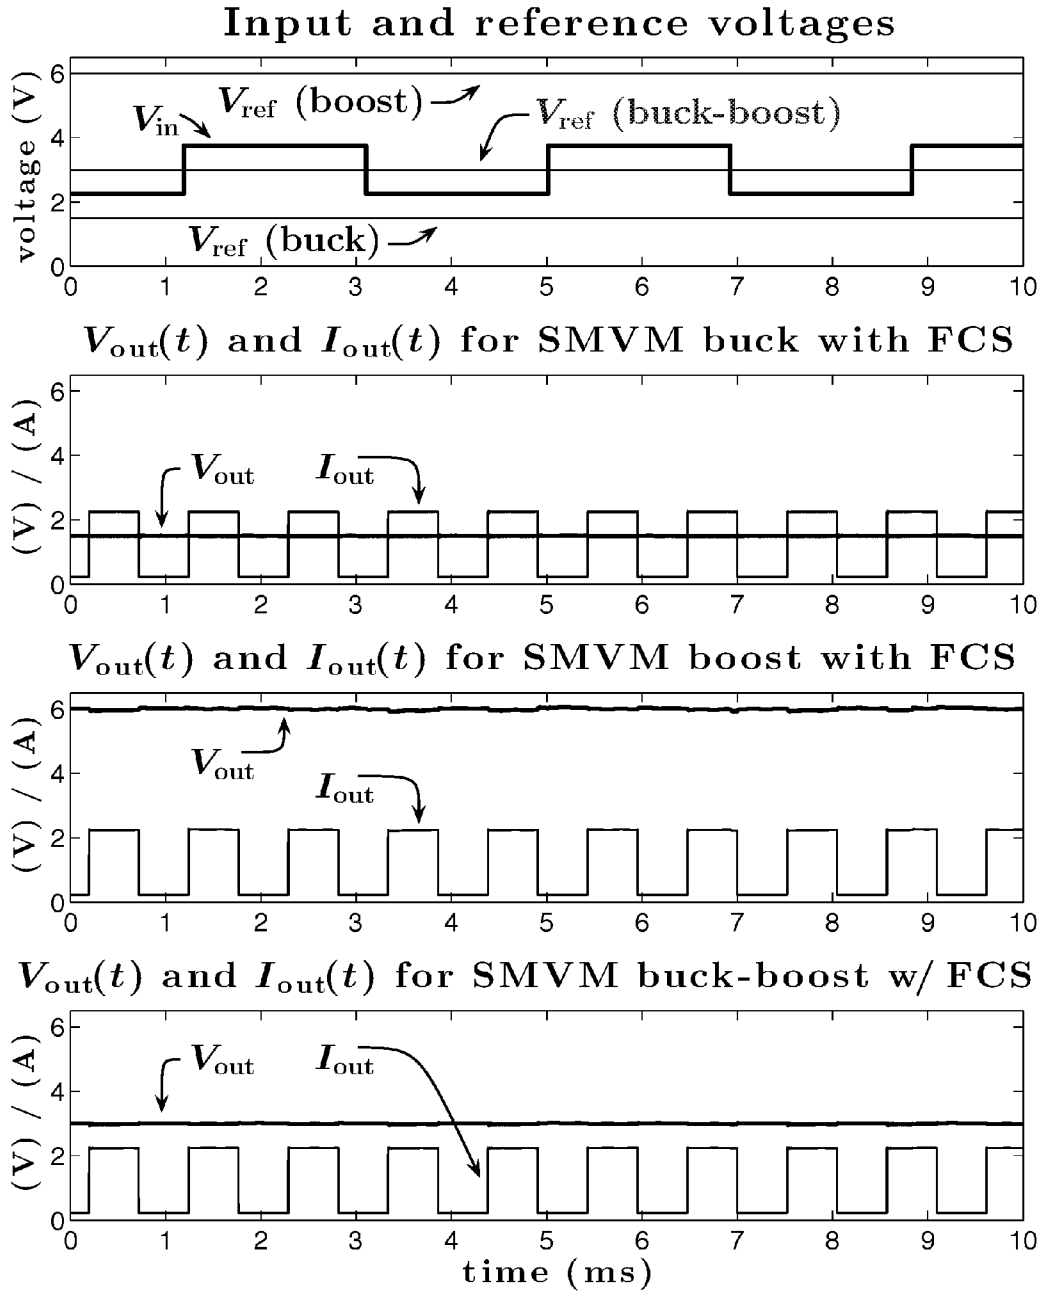 Input and reference voltages
voltage (V)
6
4
2
0
V_ref (boost)
V_in
V_ref (buck-boost)
V_ref (buck)
0 1 2 3 4 5 6 7 8 9 10
V_out(t) and I_out(t) for SMVM buck with FCS
(V) / (A)
6
4
2
0
V_out
I_out
0 1 2 3 4 5 6 7 8 9 10
V_out(t) and I_out(t) for SMVM boost with FCS
(V) / (A)
6
4
2
0
V_out
I_out
0 1 2 3 4 5 6 7 8 9 10
V_out(t) and I_out(t) for SMVM buck-boost w/ FCS
(V) / (A)
6
4
2
0
V_out
I_out
0 1 2 3 4 5 6 7 8 9 10
time (ms)